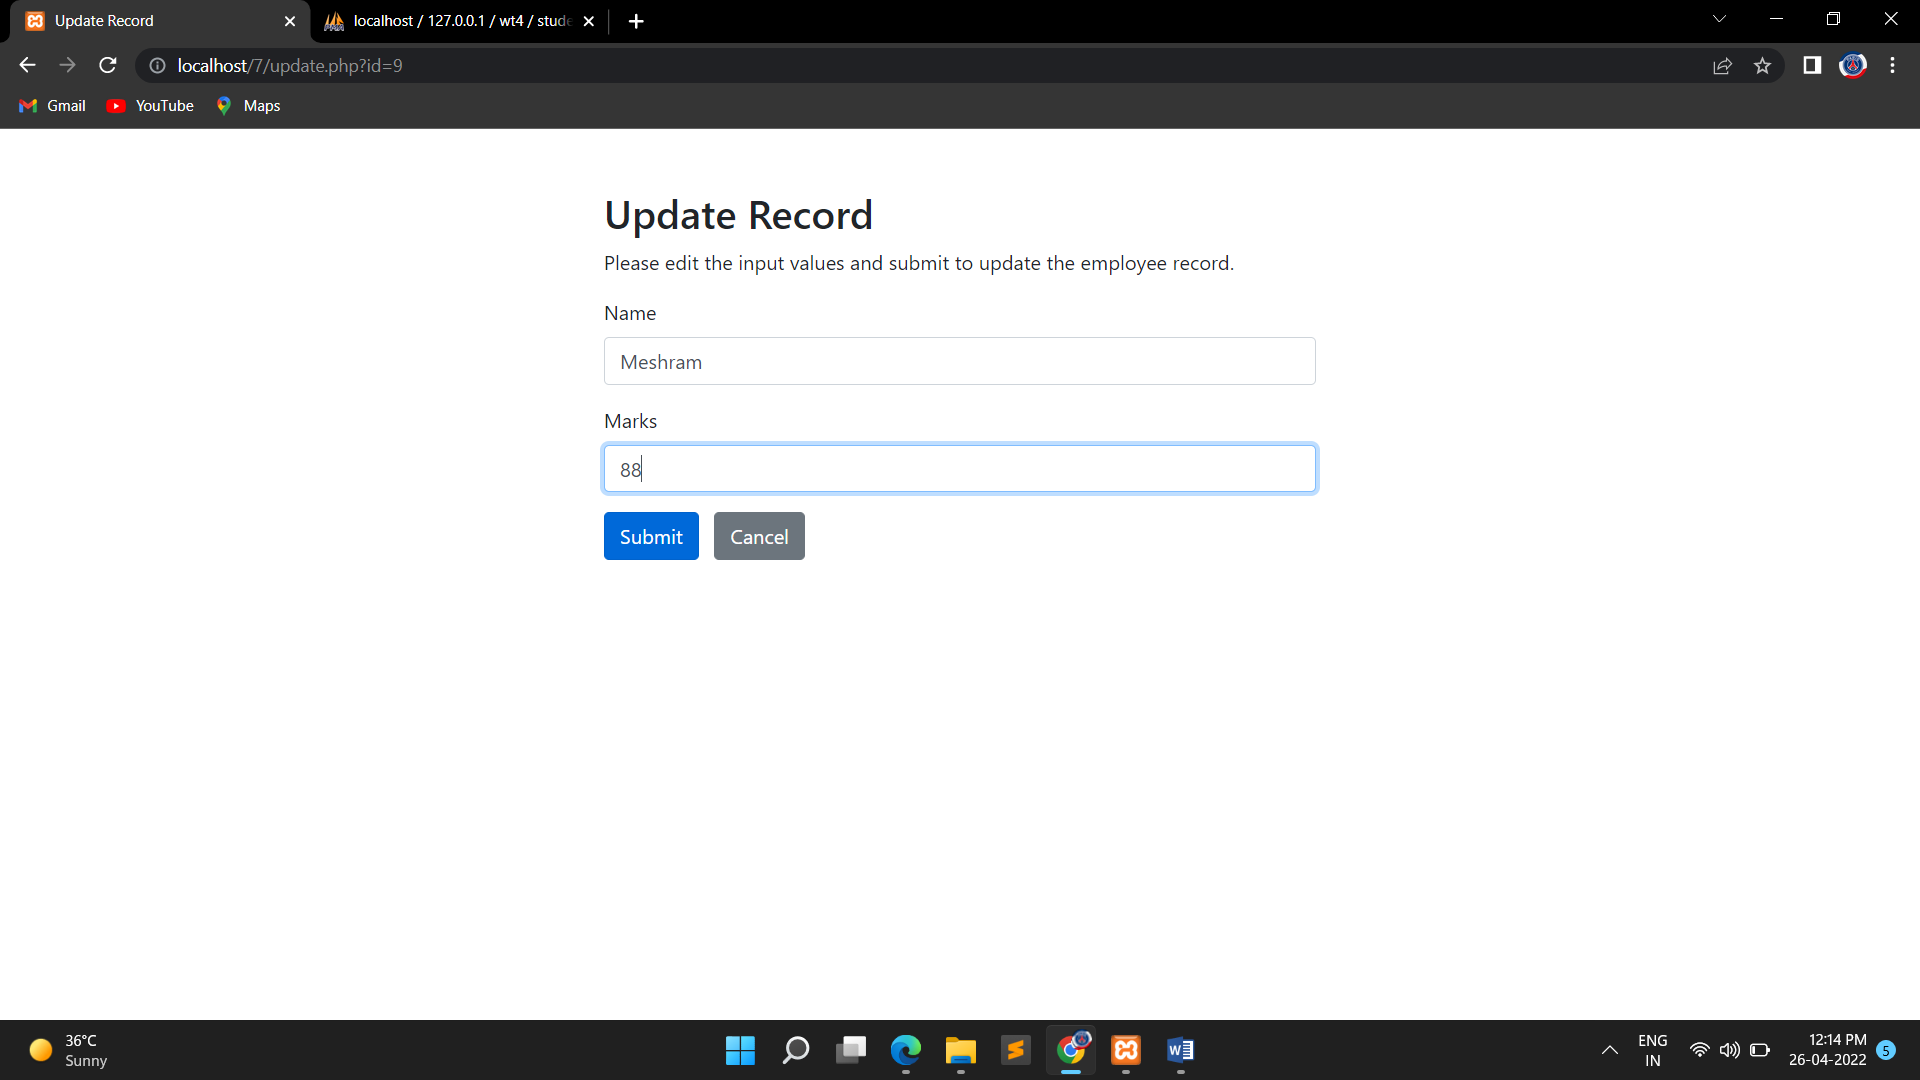 Update Record
localhost / 127.0.0.1 / wt4 / stude
localhost/7/update.php?id=9
Gmail YouTube Maps
Update Record
Please edit the input values and submit to update the employee record.
Name
Meshram
Marks
88
Submit Cancel
36°C
Sunny
ENG
IN
12:14 PM
26-04-2022
5